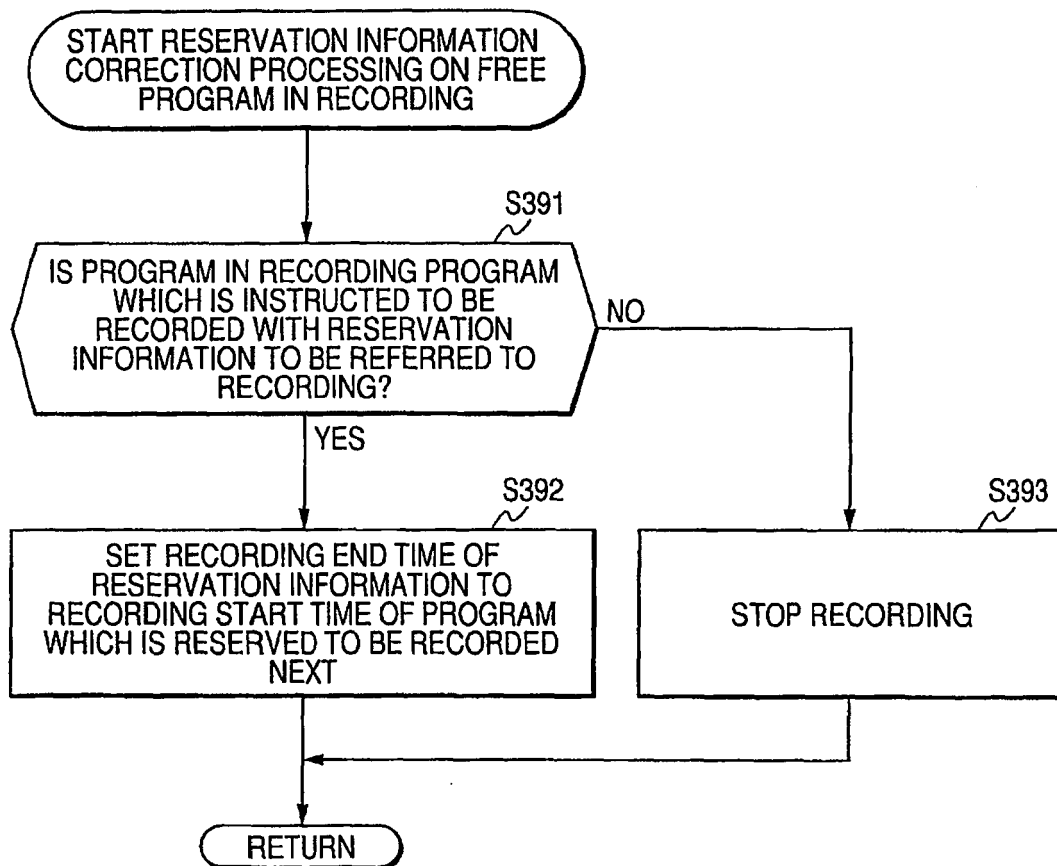 START RESERVATION INFORMATION
CORRECTION PROCESSING ON FREE
PROGRAM IN RECORDING
S391
IS PROGRAM IN RECORDING PROGRAM
WHICH IS INSTRUCTED TO BE
RECORDED WITH RESERVATION
INFORMATION TO BE REFERRED TO
RECORDING?
NO
YES
S392
SET RECORDING END TIME OF
RESERVATION INFORMATION TO
RECORDING START TIME OF PROGRAM
WHICH IS RESERVED TO BE RECORDED
NEXT
S393
STOP RECORDING
RETURN